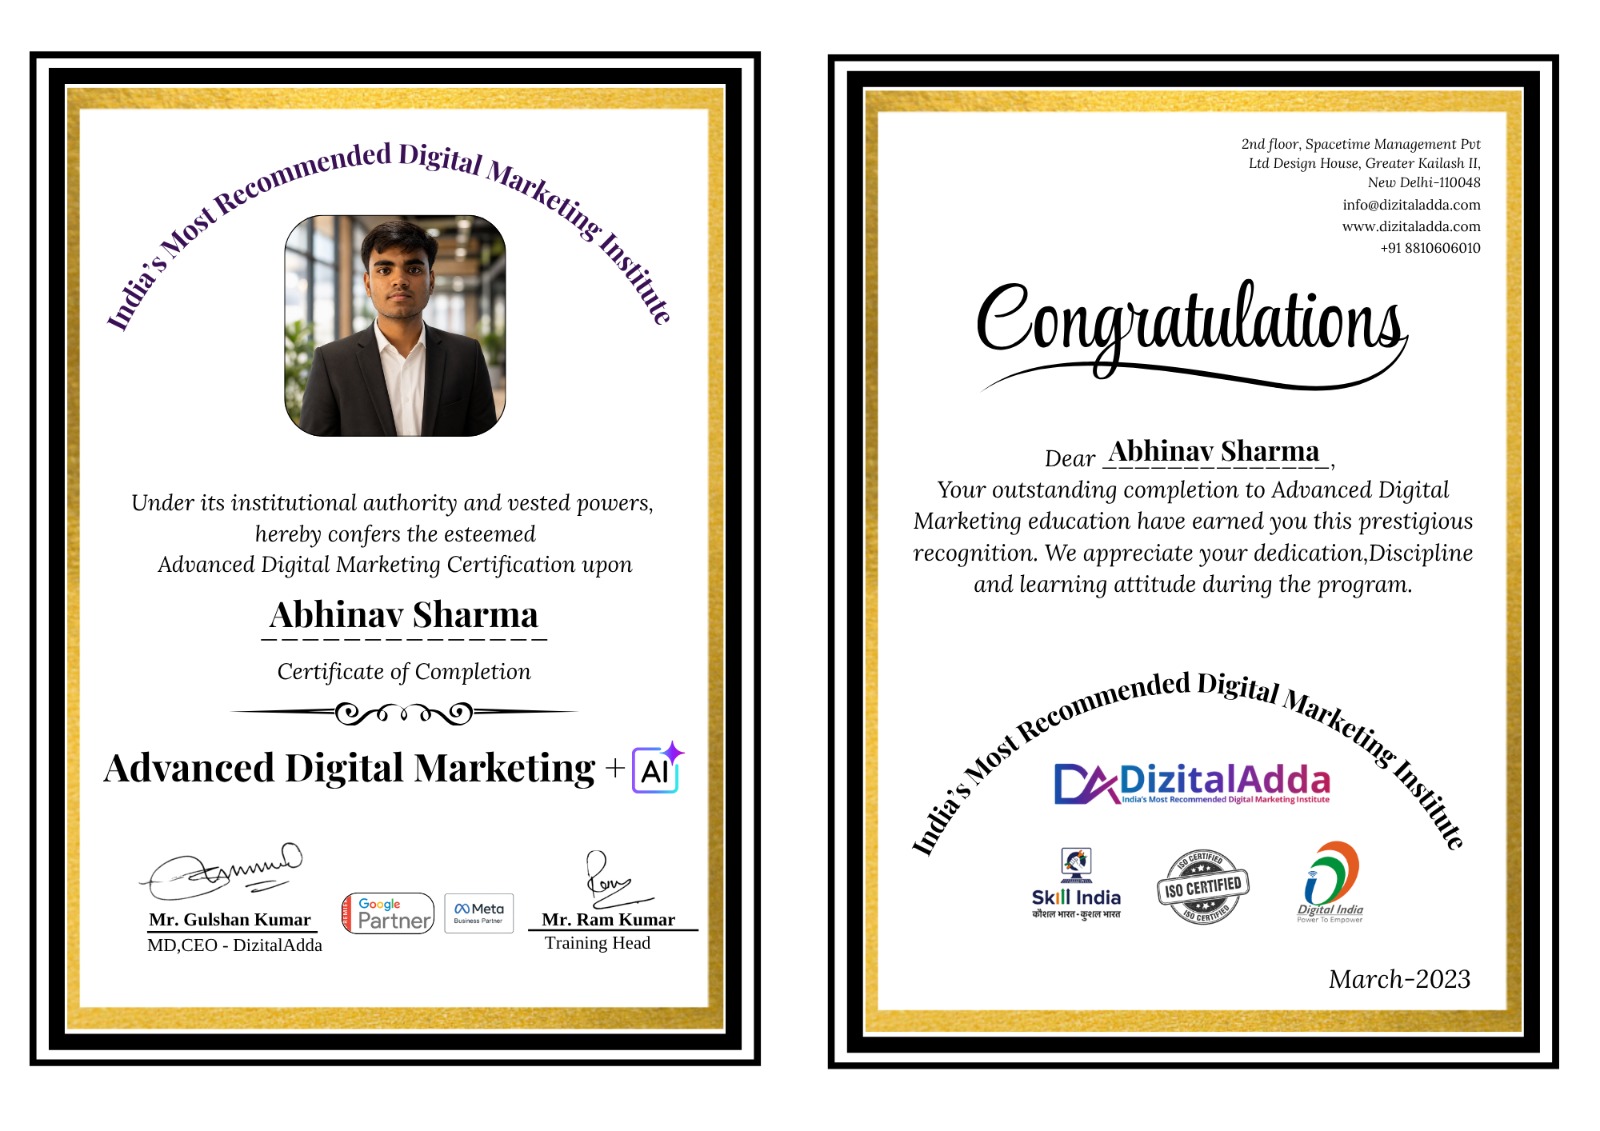 India's Most Recommended Digital Marketing Institute
Under its institutional authority and vested powers,
hereby confers the esteemed
Advanced Digital Marketing Certification upon
Abhinav Sharma
Certificate of Completion
Advanced Digital Marketing + AI
Mr. Gulshan Kumar
MD,CEO - DizitalAdda
PREMIER
Google
Partner
Meta
Business Partner
Mr. Ram Kumar
Training Head
2nd floor, Spacetime Management Pvt
Ltd Design House, Greater Kailash II,
New Delhi-110048
info@dizitaladda.com
www.dizitaladda.com
+91 8810606010
Congratulations
Dear Abhinav Sharma,
Your outstanding completion to Advanced Digital
Marketing education have earned you this prestigious
recognition. We appreciate your dedication,Discipline
and learning attitude during the program.
India's Most Recommended Digital Marketing Institute
DA DizitalAdda
India's Most Recommended Digital Marketing Institute
Skill India
कौशल भारत - कुशल भारत
ISO CERTIFIED
ISO CERTIFIED
ISO CERTIFIED
Digital India
Power To Empower
March-2023